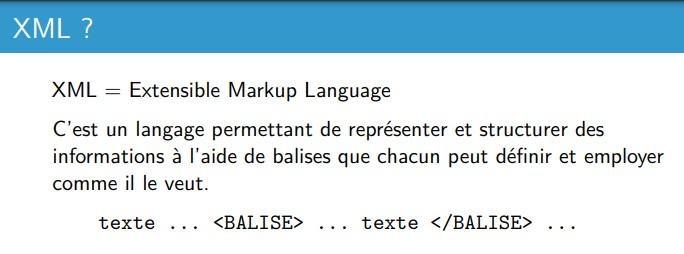 XML ?
XML = Extensible Markup Language
C'est un langage permettant de représenter et structurer des
informations à l'aide de balises que chacun peut définir et employer
comme il le veut.
texte ... <BALISE> ... texte </BALISE> ...